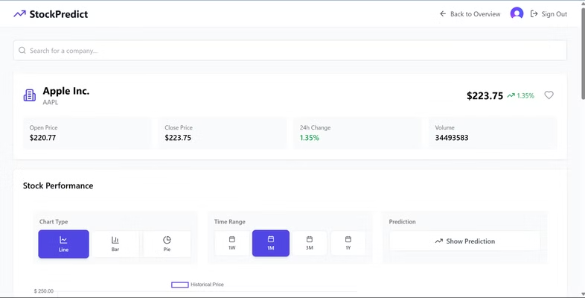 StockPredict
Back to Overview
Sign Out
Search for a company...
Apple Inc.
AAPL
$223.75 1.35%
Open Price
$220.77
Close Price
$223.75
24h Change
1.35%
Volume
34493583
Stock Performance
Chart Type
Line
Bar
Pie
Time Range
1W
1M
3M
1Y
Prediction
Show Prediction
Historical Price
$ 250.00